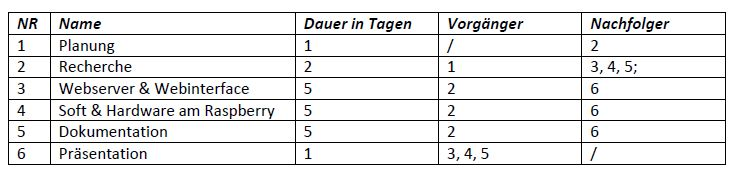 NR Name Dauer in Tagen Vorgänger Nachfolger
1 Planung 1 / 2
2 Recherche 2 1 3, 4, 5;
3 Webserver & Webinterface 5 2 6
4 Soft & Hardware am Raspberry 5 2 6
5 Dokumentation 5 2 6
6 Präsentation 1 3, 4, 5 /